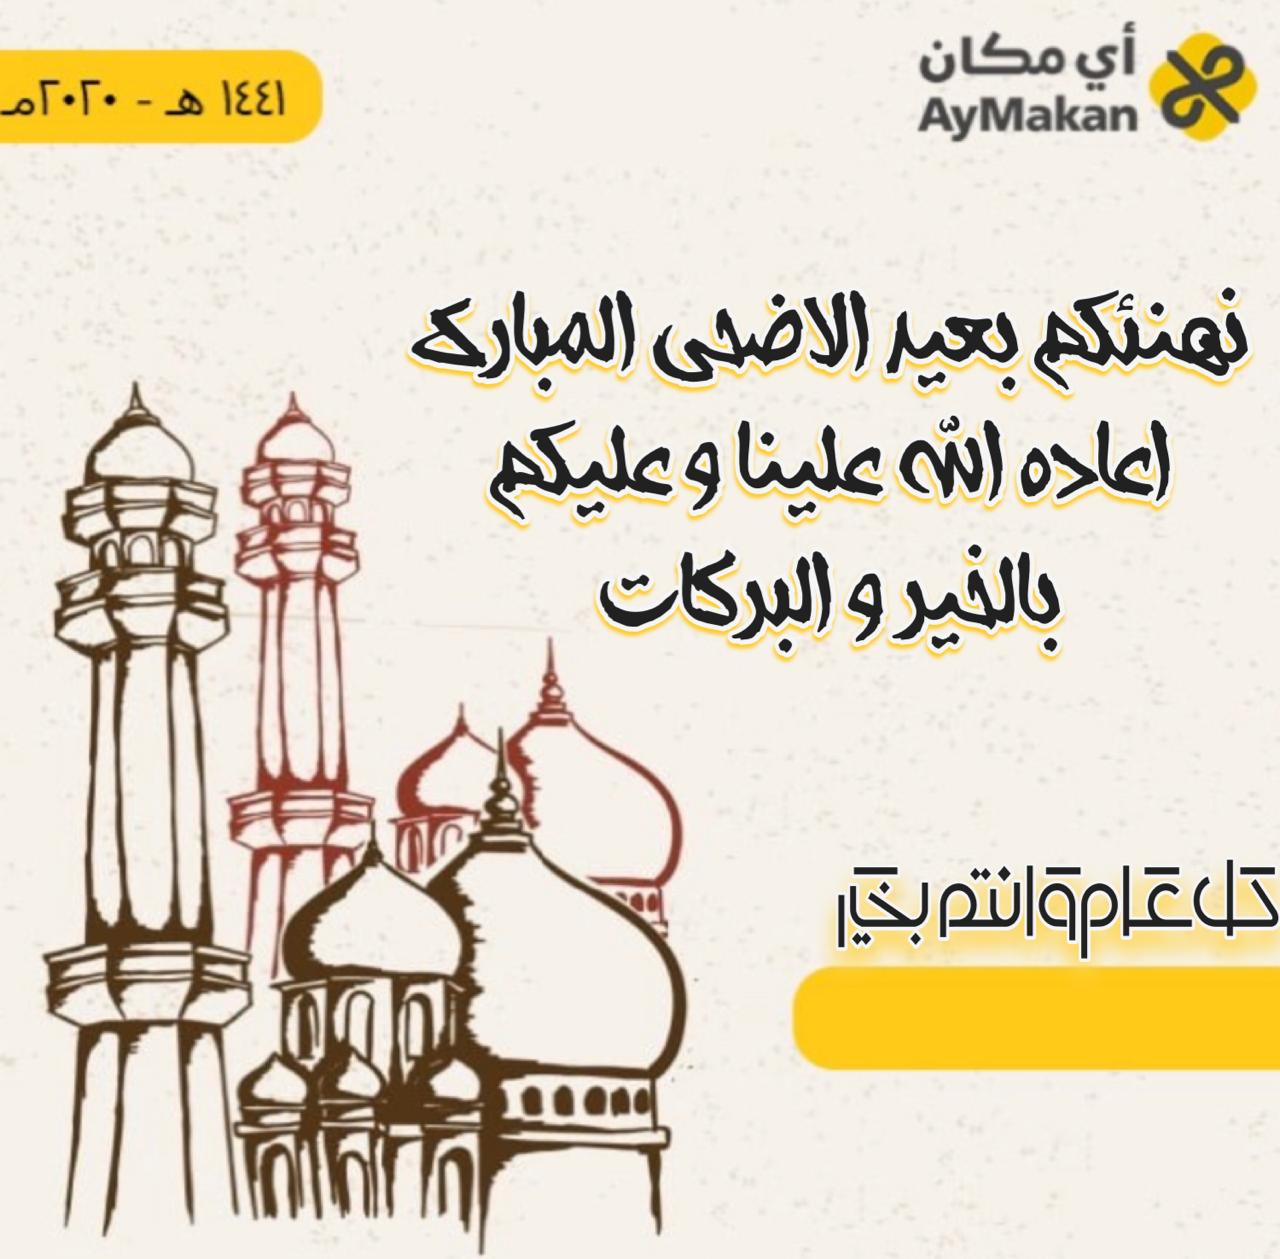 أي مكان
AyMakan
١٤٤١ هـ - ٢٠٢٠مـ
نهنئكم بعيد الاضحى المبارك
اعاده الله علينا و عليكم
بالخير و البركات
كل عام وانتم بخير